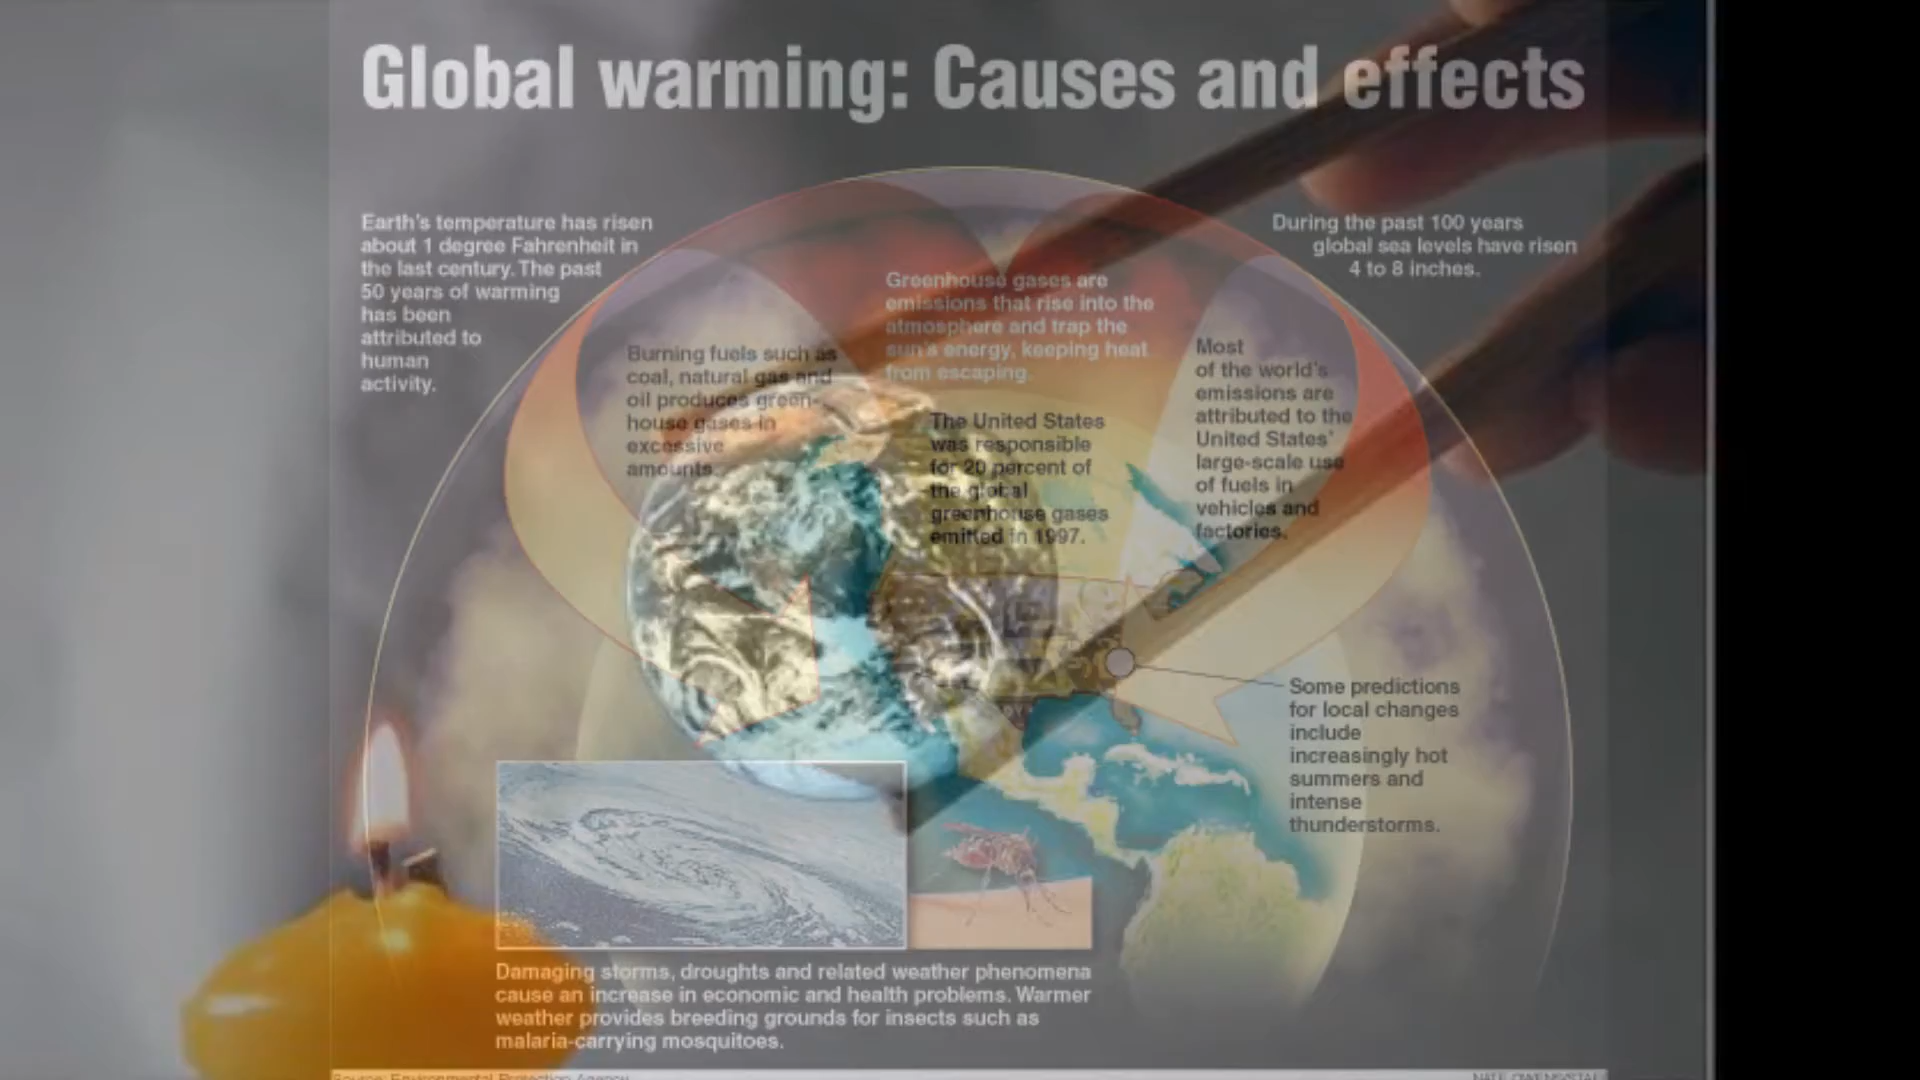 Global warming: Causes and effects
Earth's temperature has risen
about 1 degree Fahrenheit in
the last century. The past
50 years of warming
has been
attributed to
human
activity.
Burning fuels such as
coal, natural gas and
oil produces green-
house gases in
excessive
amounts.
Greenhouse gases are
emissions that rise into the
atmosphere and trap the
sun's energy, keeping heat
from escaping.
The United States
was responsible
for 20 percent of
the global
greenhouse gases
emitted in 1997.
Most
of the world's
emissions are
attributed to the
United States'
large-scale use
of fuels in
vehicles and
factories.
During the past 100 years
global sea levels have risen
4 to 8 inches.
Some predictions
for local changes
include
increasingly hot
summers and
intense
thunderstorms.
Damaging storms, droughts and related weather phenomena
cause an increase in economic and health problems. Warmer
weather provides breeding grounds for insects such as
malaria-carrying mosquitoes.
Source: Environmental Protection Agency